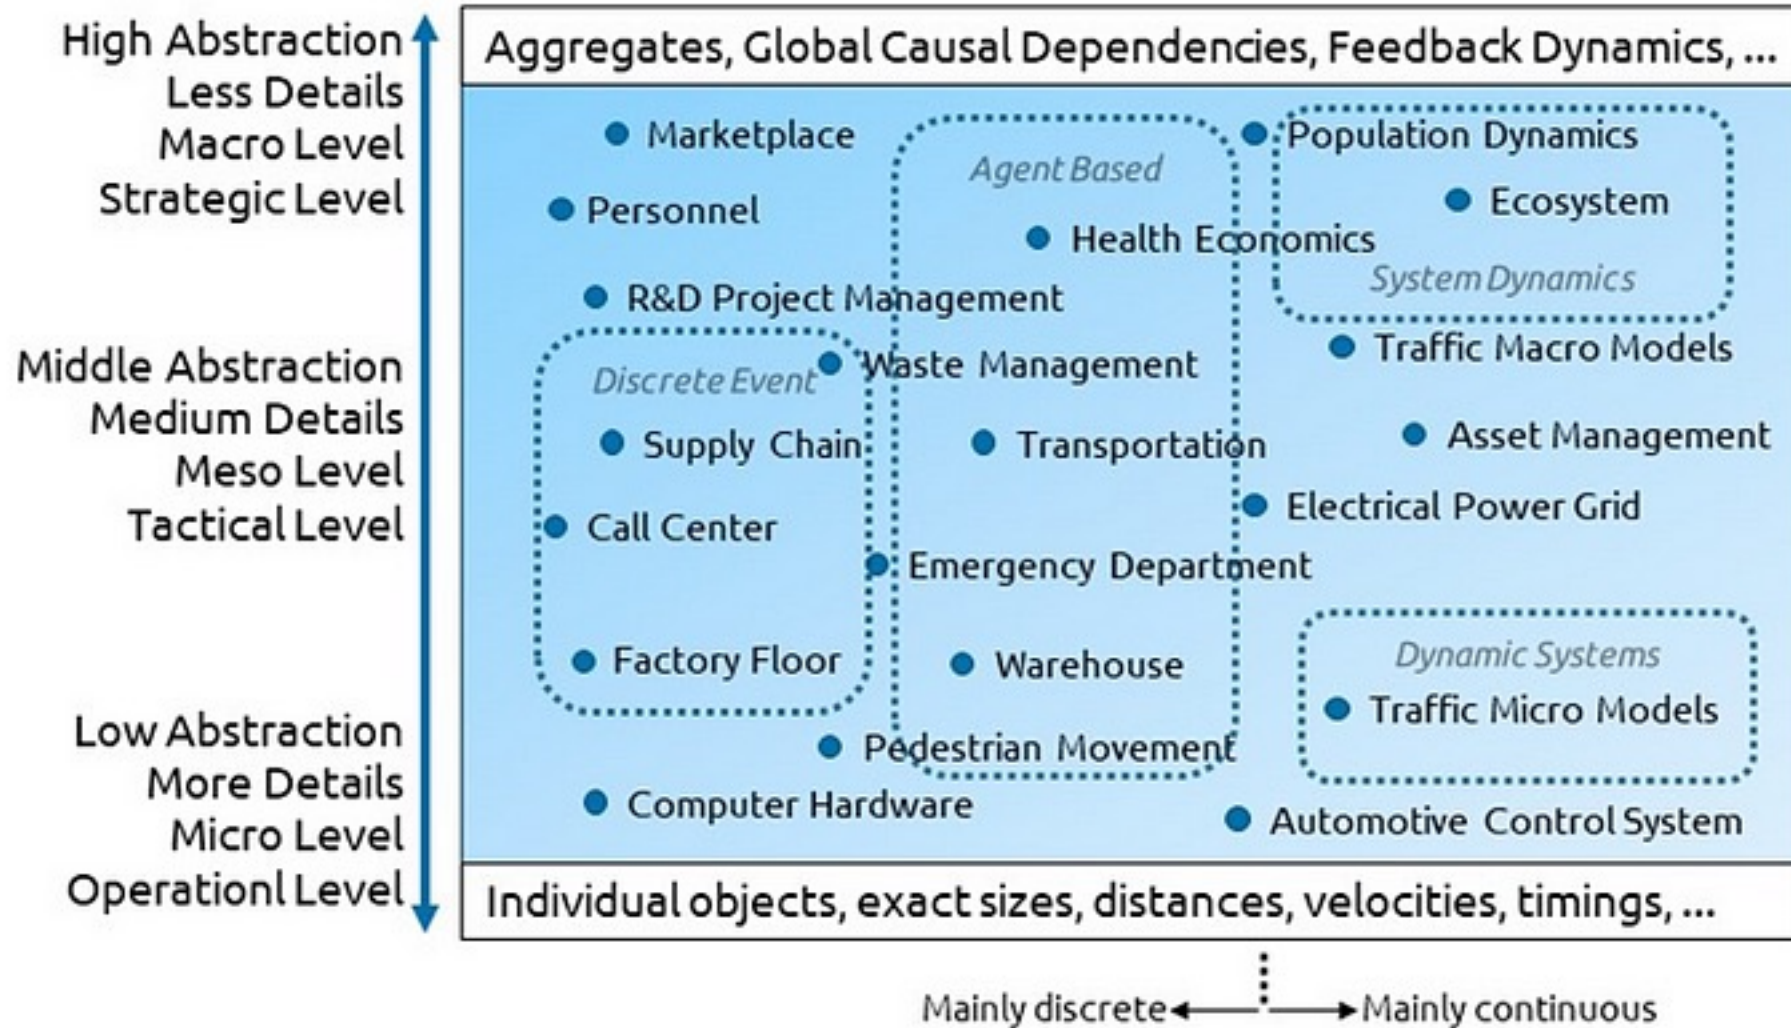 High Abstraction
Less Details
Macro Level
Strategic Level
Middle Abstraction
Medium Details
Meso Level
Tactical Level
Low Abstraction
More Details
Micro Level
Operationl Level
Aggregates, Global Causal Dependencies, Feedback Dynamics, ...
Marketplace
Population Dynamics
Agent Based
Ecosystem
Personnel
Health Economics
System Dynamics
R&D Project Management
Traffic Macro Models
Waste Management
Discrete Event
Supply Chain
Transportation
Asset Management
Electrical Power Grid
Call Center
Emergency Department
Factory Floor
Warehouse
Dynamic Systems
Traffic Micro Models
Pedestrian Movement
Computer Hardware
Automotive Control System
Individual objects, exact sizes, distances, velocities, timings, ...
Mainly discrete
Mainly continuous